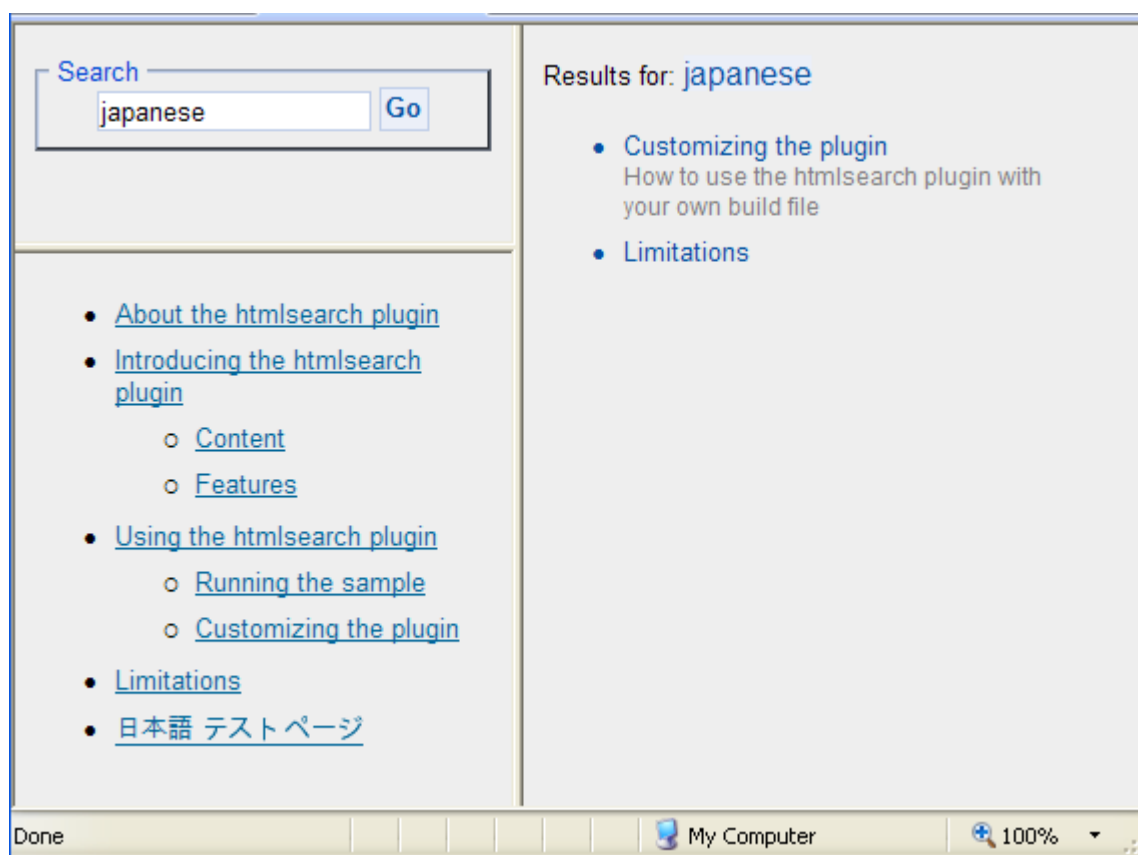 Search
japanese
Go
About the htmlsearch plugin
Introducing the htmlsearch
plugin
Content
Features
Using the htmlsearch plugin
Running the sample
Customizing the plugin
Limitations
日本語 テストページ
Results for: japanese
Customizing the plugin
How to use the htmlsearch plugin with
your own build file
Limitations
Done
My Computer
100%